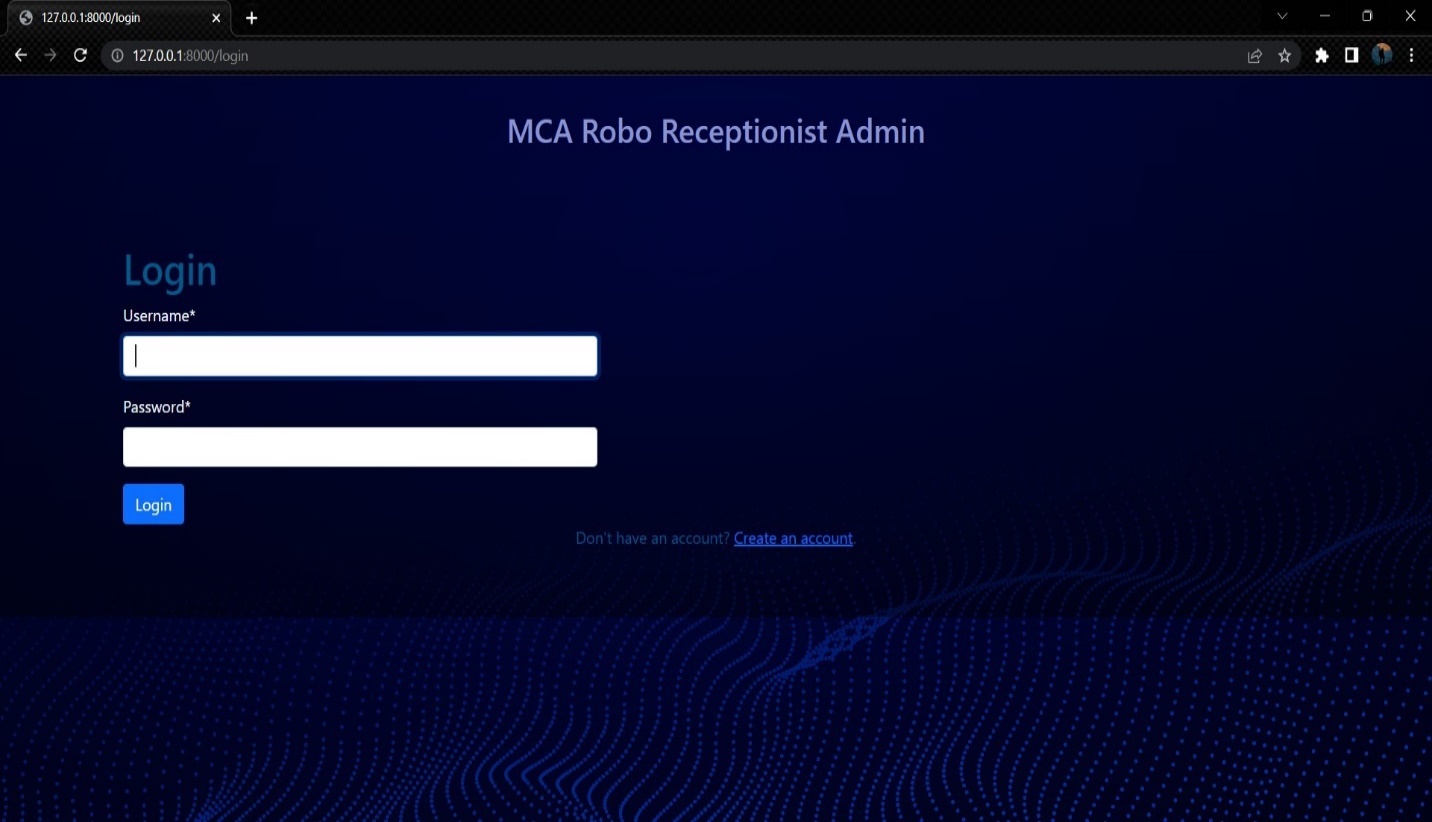 127.0.0.1:8000/login
127.0.0.1:8000/login
MCA Robo Receptionist Admin
Login
Username*
Password*
Login
Don't have an account? Create an account.